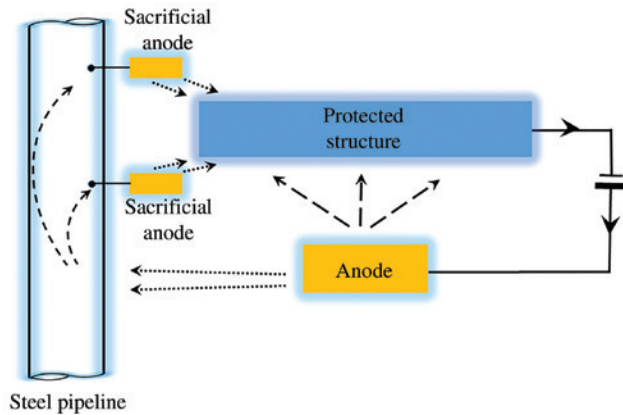 Sacrificial
anode
Protected
structure
Sacrificial
anode
Anode
Steel pipeline